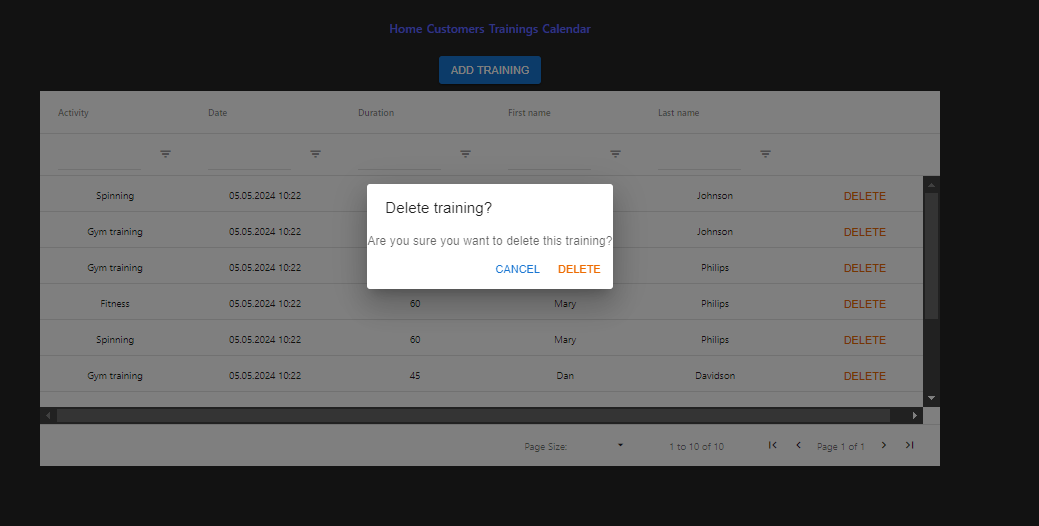 Home Customers Trainings Calendar
ADD TRAINING
Activity Date Duration First name Last name
Spinning 05.05.2024 10:22 Johnson DELETE
Gym training 05.05.2024 10:22 Johnson DELETE
Gym training 05.05.2024 10:22 Philips DELETE
Fitness 05.05.2024 10:22 60 Mary Philips DELETE
Spinning 05.05.2024 10:22 60 Mary Philips DELETE
Gym training 05.05.2024 10:22 45 Dan Davidson DELETE
Delete training?
Are you sure you want to delete this training?
CANCEL DELETE
Page Size: 1 to 10 of 10 Page 1 of 1